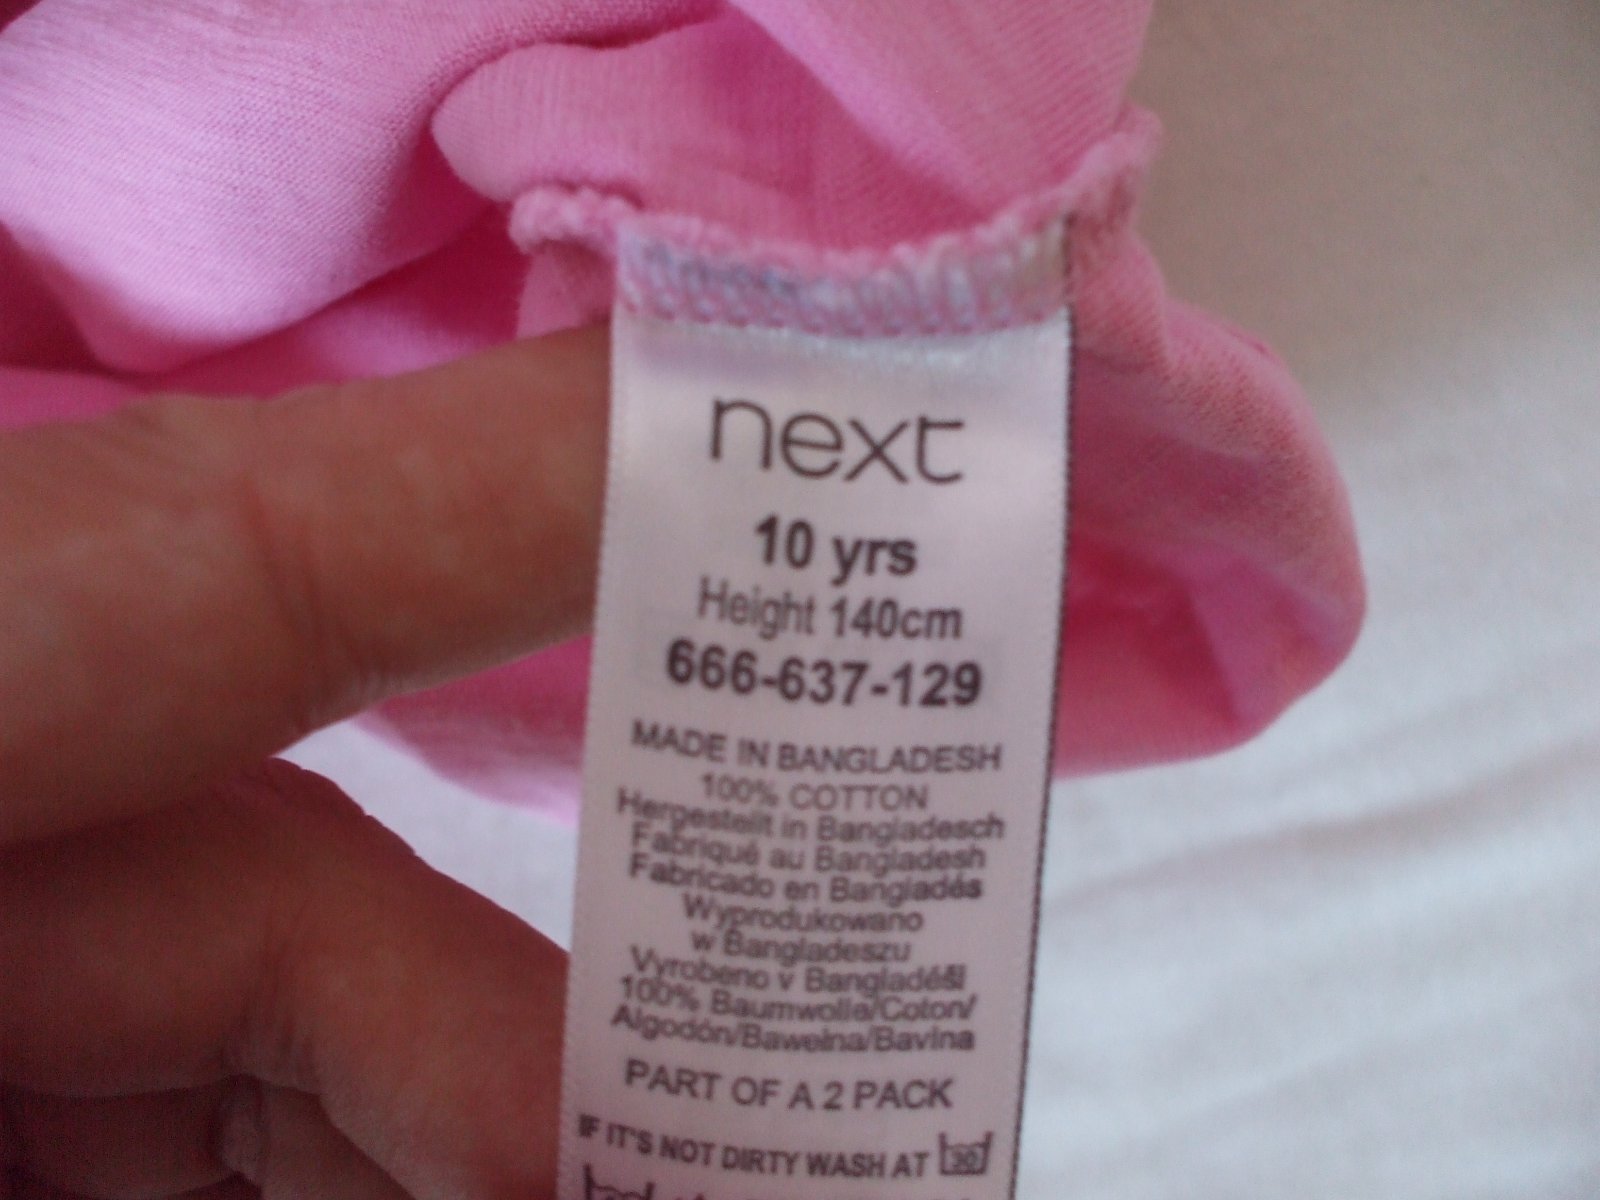 next
10 yrs
Height 140cm
666-637-129
MADE IN BANGLADESH
100% COTTON
Hergestellt in Bangladesch
Fabriqué au Bangladesh
Fabricado en Bangladés
Wyprodukowano
w Bangladeszu
Vyrobeno v Bangladéši
100% Baumwolle/Coton/
Algodón/Bawełna/Bavlna
PART OF A 2 PACK
IF IT'S NOT DIRTY WASH AT 30